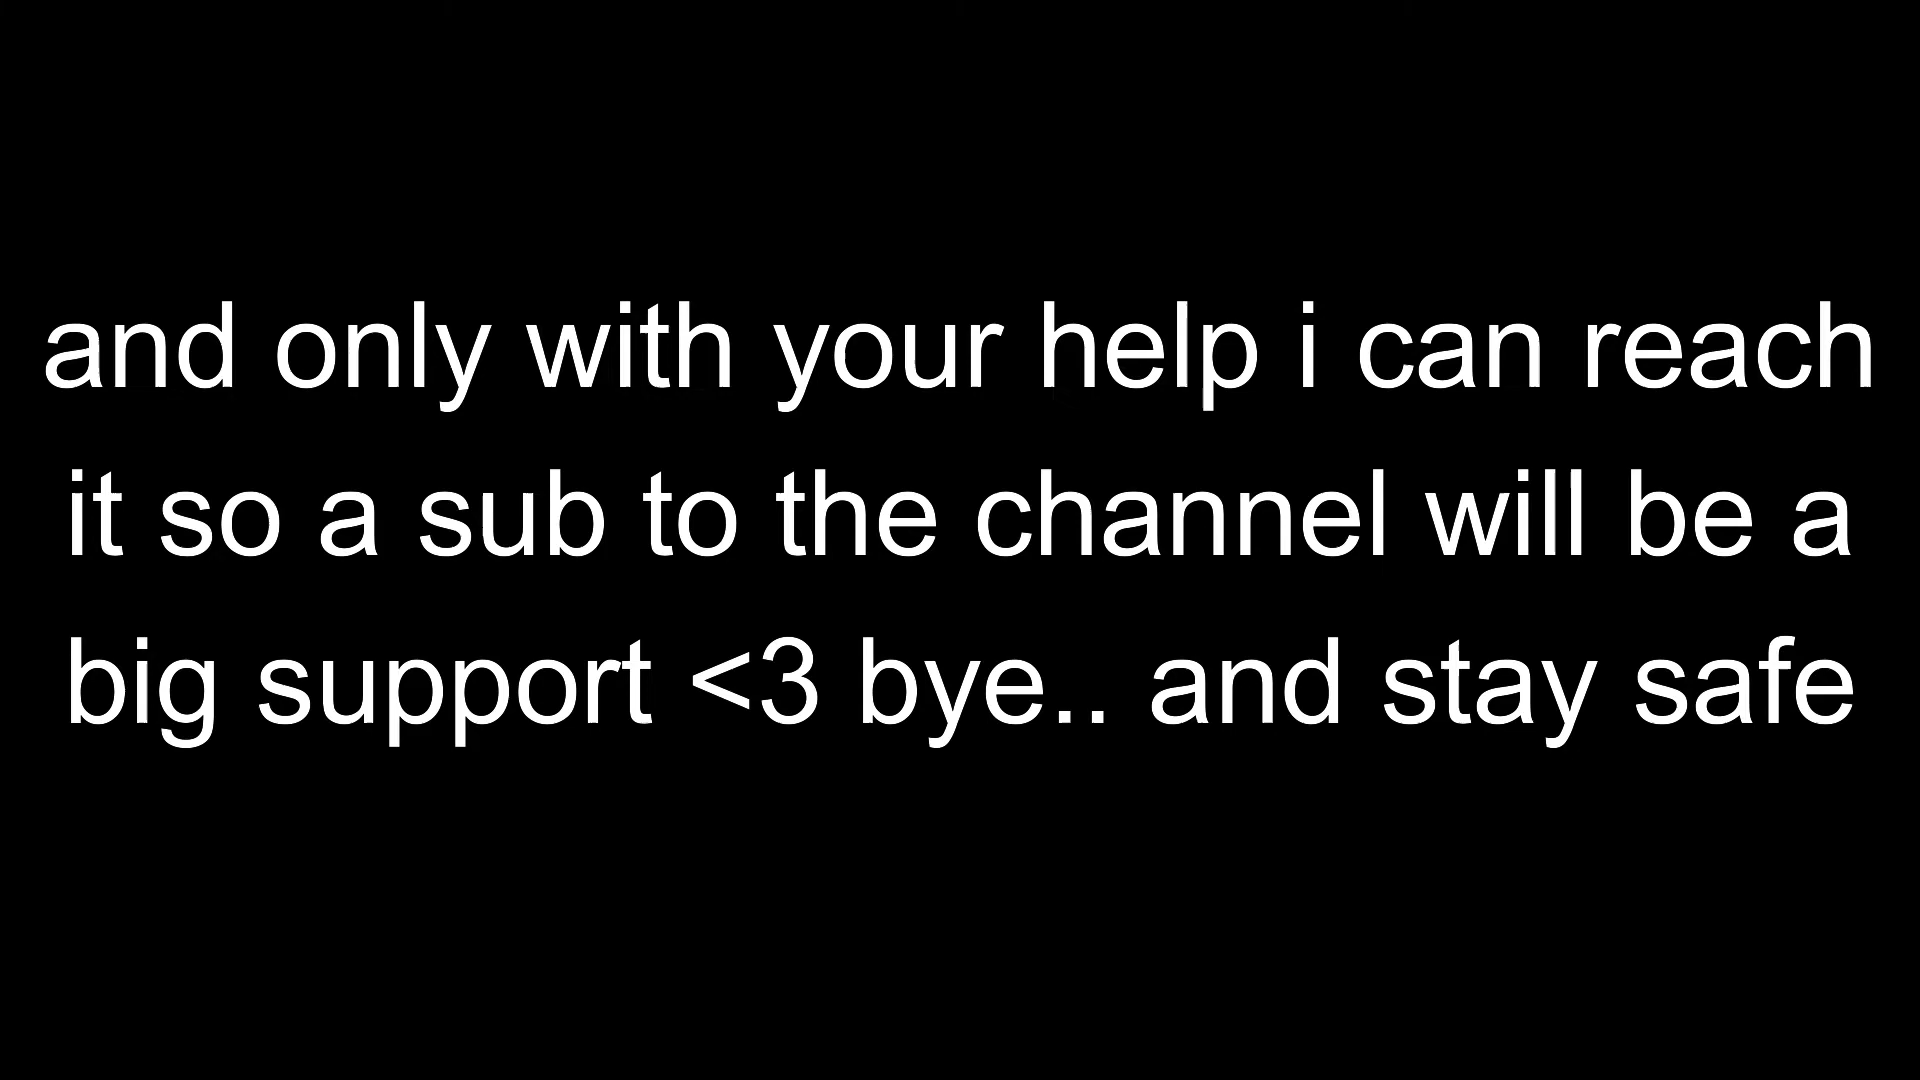 and only with your help i can reach
it so a sub to the channel will be a
big support <3 bye.. and stay safe